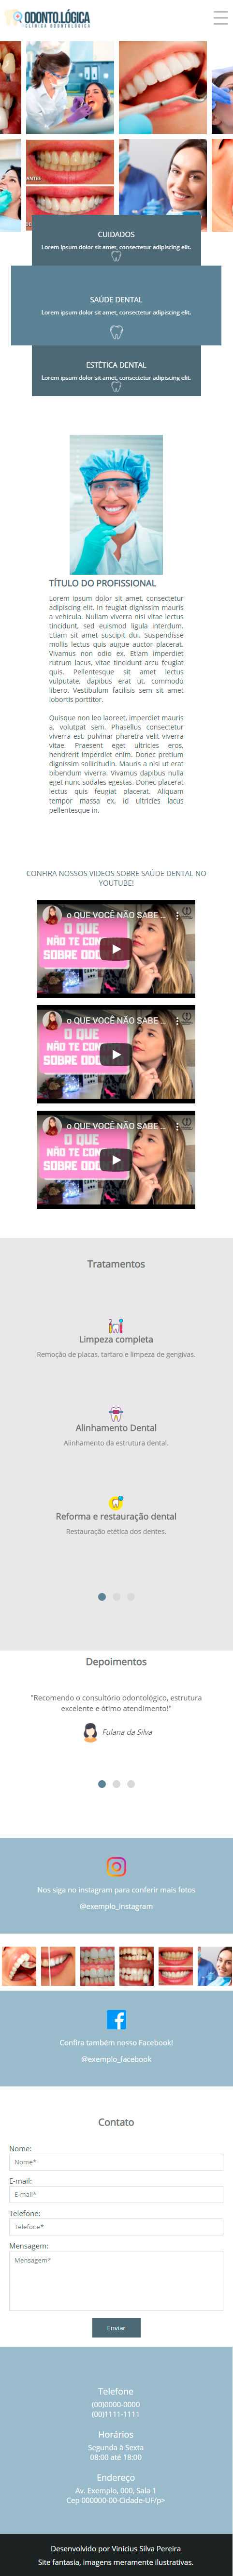 ODONTO.LÓGICA
CLÍNICA ODONTOLÓGICA
ANTES
CUIDADOS
Lorem ipsum dolor sit amet, consectetur adipiscing elit.
SAÚDE DENTAL
Lorem ipsum dolor sit amet, consectetur adipiscing elit.
ESTÉTICA DENTAL
Lorem ipsum dolor sit amet, consectetur adipiscing elit.
TÍTULO DO PROFISSIONAL
Lorem ipsum dolor sit amet, consectetur
adipiscing elit. In feugiat dignissim mauris
a vehicula. Nullam viverra nisi vitae lectus
tincidunt, sed euismod ligula interdum.
Etiam sit amet suscipit dui. Suspendisse
mollis lectus quis augue auctor placerat.
Vivamus non odio ex. Etiam imperdiet
rutrum lacus, vitae tincidunt arcu feugiat
quis. Pellentesque sit amet lectus
vulputate, dapibus erat ut, commodo
libero. Vestibulum facilisis sem sit amet
lobortis porttitor.
Quisque non leo laoreet, imperdiet mauris
a, volutpat sem. Phasellus consectetur
viverra est, pulvinar pharetra velit viverra
vitae. Praesent eget ultricies eros,
hendrerit imperdiet enim. Donec pretium
dignissim sollicitudin. Mauris a nisi ut erat
bibendum viverra. Vivamus dapibus nulla
eget nunc sodales egestas. Donec placerat
lectus quis feugiat placerat. Aliquam
tempor massa ex, id ultricies lacus
pellentesque in.
CONFIRA NOSSOS VIDEOS SOBRE SAÚDE DENTAL NO
YOUTUBE!
o QUE VOCÊ NÃO SABE ...
O QUE
NÃO TE CON
SOBRE ODO
o QUE VOCÊ NÃO SABE ...
O QUE
NÃO TE CON
SOBRE ODO
o QUE VOCÊ NÃO SABE ...
O QUE
NÃO TE CON
SOBRE ODO
Tratamentos
Limpeza completa
Remoção de placas, tartaro e limpeza de gengivas.
Alinhamento Dental
Alinhamento da estrutura dental.
Reforma e restauração dental
Restauração etética dos dentes.
Depoimentos
"Recomendo o consultório odontológico, estrutura
excelente e ótimo atendimento!"
Fulana da Silva
Nos siga no instagram para conferir mais fotos
@exemplo_instagram
Confira também nosso Facebook!
@exemplo_facebook
Contato
Nome:
Nome*
E-mail:
E-mail*
Telefone:
Telefone*
Mensagem:
Mensagem*
Enviar
Telefone
(00)0000-0000
(00)1111-1111
Horários
Segunda à Sexta
08:00 até 18:00
Endereço
Av. Exemplo, 000, Sala 1
Cep 000000-00-Cidade-UF/p>
Desenvolvido por Vinicius Silva Pereira
Site fantasia, imagens meramente ilustrativas.